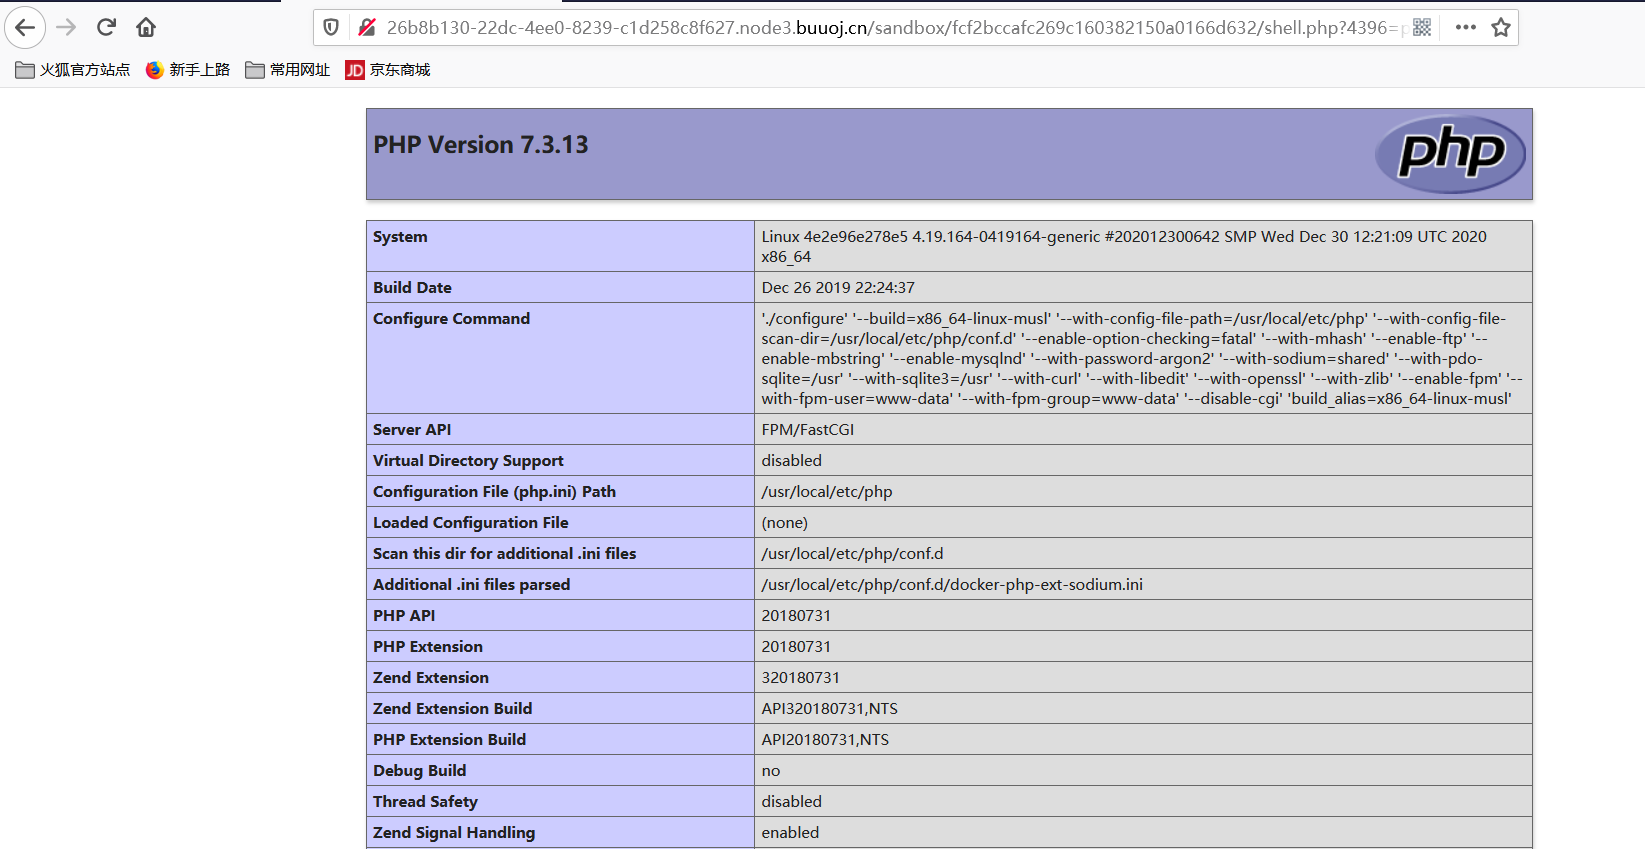 26b8b130-22dc-4ee0-8239-c1d258c8f627.node3.buuoj.cn/sandbox/fcf2bccafc269c160382150a0166d632/shell.php?4396=p
火狐官方站点 新手上路 常用网址 JD 京东商城
PHP Version 7.3.13
php
System
Linux 4e2e96e278e5 4.19.164-0419164-generic #202012300642 SMP Wed Dec 30 12:21:09 UTC 2020
x86_64
Build Date
Dec 26 2019 22:24:37
Configure Command
'./configure' '--build=x86_64-linux-musl' '--with-config-file-path=/usr/local/etc/php' '--with-config-file-
scan-dir=/usr/local/etc/php/conf.d' '--enable-option-checking=fatal' '--with-mhash' '--enable-ftp' '--
enable-mbstring' '--enable-mysqlnd' '--with-password-argon2' '--with-sodium=shared' '--with-pdo-
sqlite=/usr' '--with-sqlite3=/usr' '--with-curl' '--with-libedit' '--with-openssl' '--with-zlib' '--enable-fpm' '--
with-fpm-user=www-data' '--with-fpm-group=www-data' '--disable-cgi' 'build_alias=x86_64-linux-musl'
Server API
FPM/FastCGI
Virtual Directory Support
disabled
Configuration File (php.ini) Path
/usr/local/etc/php
Loaded Configuration File
(none)
Scan this dir for additional .ini files
/usr/local/etc/php/conf.d
Additional .ini files parsed
/usr/local/etc/php/conf.d/docker-php-ext-sodium.ini
PHP API
20180731
PHP Extension
20180731
Zend Extension
320180731
Zend Extension Build
API320180731,NTS
PHP Extension Build
API20180731,NTS
Debug Build
no
Thread Safety
disabled
Zend Signal Handling
enabled